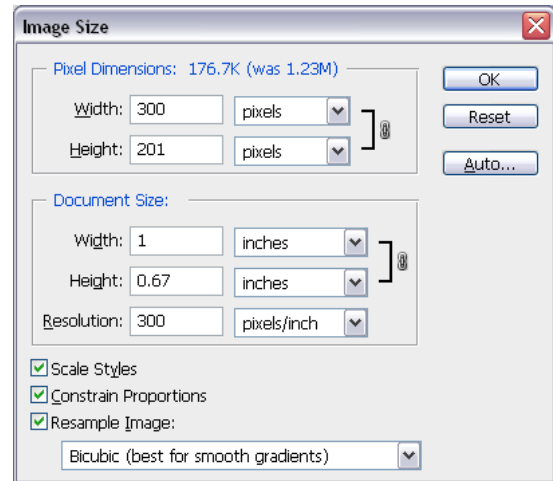 Image Size
Pixel Dimensions: 176.7K (was 1.23M)
Width: 300 pixels
Height: 201 pixels
Document Size:
Width: 1 inches
Height: 0.67 inches
Resolution: 300 pixels/inch
Scale Styles
Constrain Proportions
Resample Image:
Bicubic (best for smooth gradients)
OK
Reset
Auto...